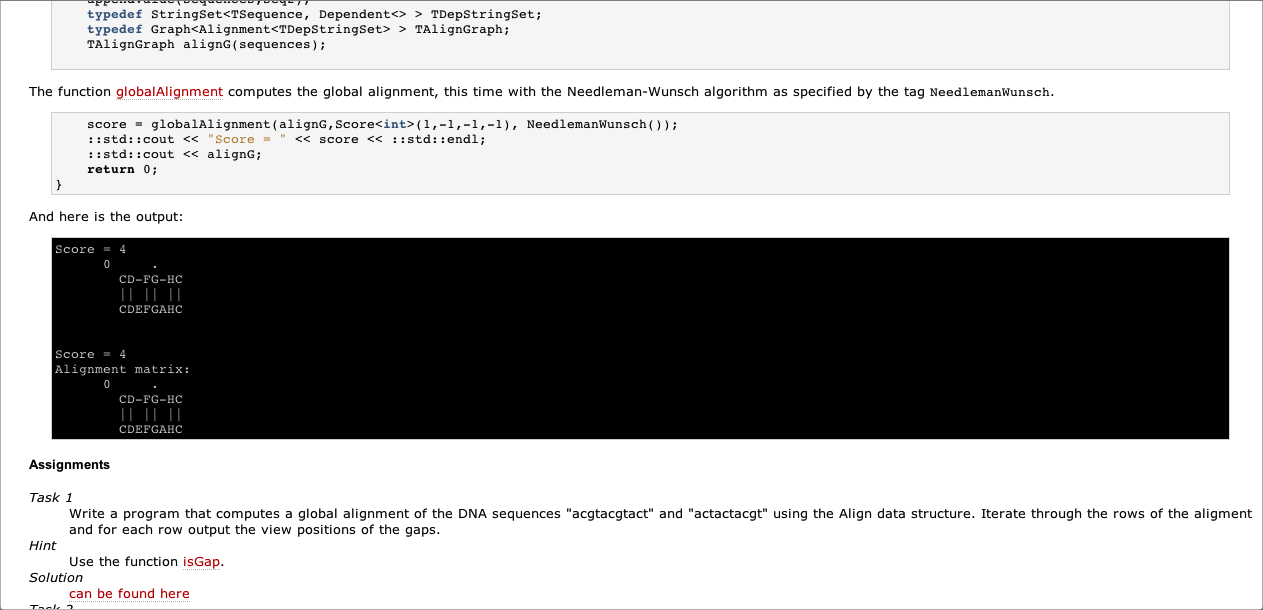 appendValue(sequences,seq2);
typedef StringSet<TSequence, Dependent<> > TDepStringSet;
typedef Graph<Alignment<TDepStringSet> > TAlignGraph;
TAlignGraph alignG(sequences);
The function globalAlignment computes the global alignment, this time with the Needleman-Wunsch algorithm as specified by the tag NeedlemanWunsch.
score = globalAlignment(alignG,Score<int>(1,-1,-1,-1), NeedlemanWunsch());
::std::cout << "Score = " << score << ::std::endl;
::std::cout << alignG;
return 0;
}
And here is the output:
Score = 4
0     .
CD-FG-HC
|| || ||
CDEFGAHC
Score = 4
Alignment matrix:
0     .
CD-FG-HC
|| || ||
CDEFGAHC
Assignments
Task 1
Write a program that computes a global alignment of the DNA sequences "acgtacgtact" and "actactacgt" using the Align data structure. Iterate through the rows of the aligment
and for each row output the view positions of the gaps.
Hint
Use the function isGap.
Solution
can be found here
Task 2